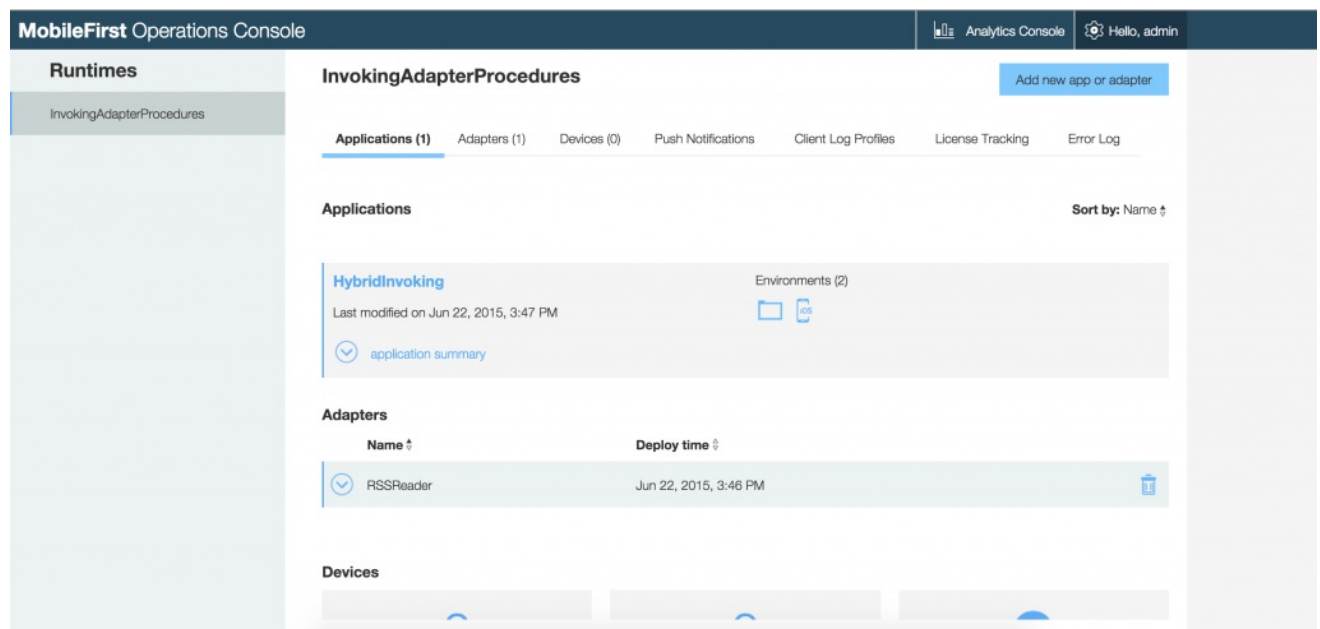 MobileFirst Operations Console
Analytics Console
Hello, admin
Runtimes
InvokingAdapterProcedures
InvokingAdapterProcedures
Add new app or adapter
Applications (1) Adapters (1) Devices (0) Push Notifications Client Log Profiles License Tracking Error Log
Applications
Sort by: Name
HybridInvoking
Environments (2)
Last modified on Jun 22, 2015, 3:47 PM
iOS
application summary
Adapters
Name Deploy time
RSSReader Jun 22, 2015, 3:46 PM
Devices